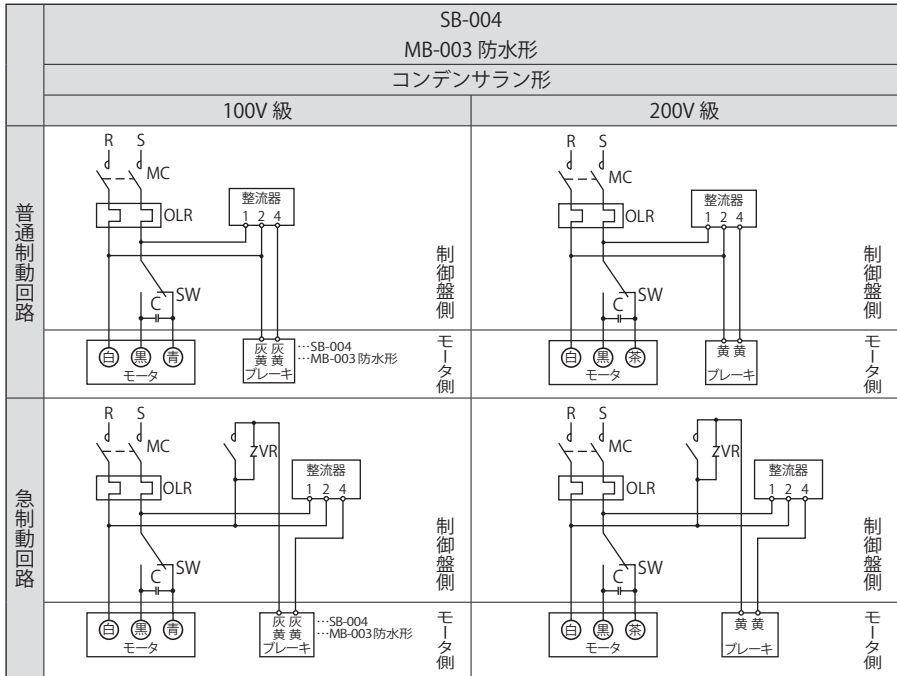 SB-004
MB-003 防水形
コンデンサラン形
100V 級
200V 級
普通制動回路
R S
MC
OLR
整流器
1 2 4
SW
C
制御盤側
白 黒 青
モータ
灰 灰 …SB-004
黄 黄 …MB-003 防水形
ブレーキ
モータ側
R S
MC
OLR
整流器
1 2 4
SW
C
制御盤側
白 黒 茶
モータ
黄 黄
ブレーキ
モータ側
急制動回路
R S
MC
VR
OLR
整流器
1 2 4
SW
C
制御盤側
白 黒 青
モータ
灰 灰 …SB-004
黄 黄 …MB-003 防水形
ブレーキ
モータ側
R S
MC
VR
OLR
整流器
1 2 4
SW
C
制御盤側
白 黒 茶
モータ
黄 黄
ブレーキ
モータ側